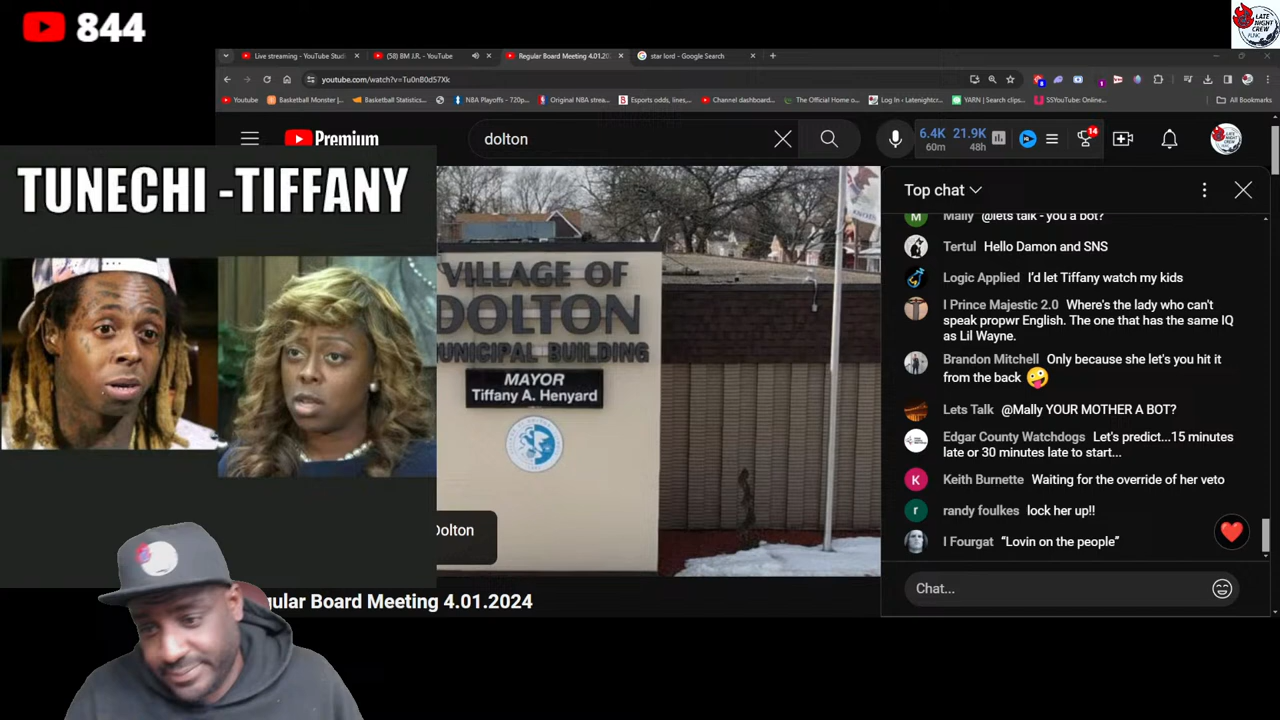 844
LATE
NIGHT
CREW
Live streaming - YouTube Studi
(58) BM J.R. - YouTube
Regular Board Meeting 4.01.202
star lord - Google Search
youtube.com/watch?v=Tu0nB0d57Xk
Youtube
Basketball Monster |
Basketball Statistics...
NBA Playoffs - 720p...
Original NBA strea...
Esports odds, lines,...
Channel dashboard...
The Official Home o...
Log In ‹ Latenightcr...
YARN | Search clips...
SSYouTube: Online...
All Bookmarks
Premium
dolton
6.4K 21.9K
60m 48h
14
TUNECHI -TIFFANY
VILLAGE OF
DOLTON
UNICIPAL BUILDING
MAYOR
Tiffany A. Henyard
Dolton
gular Board Meeting 4.01.2024
Top chat
Mally @lets talk - you a bot?
Tertul Hello Damon and SNS
Logic Applied I'd let Tiffany watch my kids
I Prince Majestic 2.0 Where's the lady who can't
speak propwr English. The one that has the same IQ
as Lil Wayne.
Brandon Mitchell Only because she let's you hit it
from the back 🤪
Lets Talk @Mally YOUR MOTHER A BOT?
Edgar County Watchdogs Let's predict...15 minutes
late or 30 minutes late to start...
K Keith Burnette Waiting for the override of her veto
r randy foulkes lock her up!!
I Fourgat “Lovin on the people”
Chat...